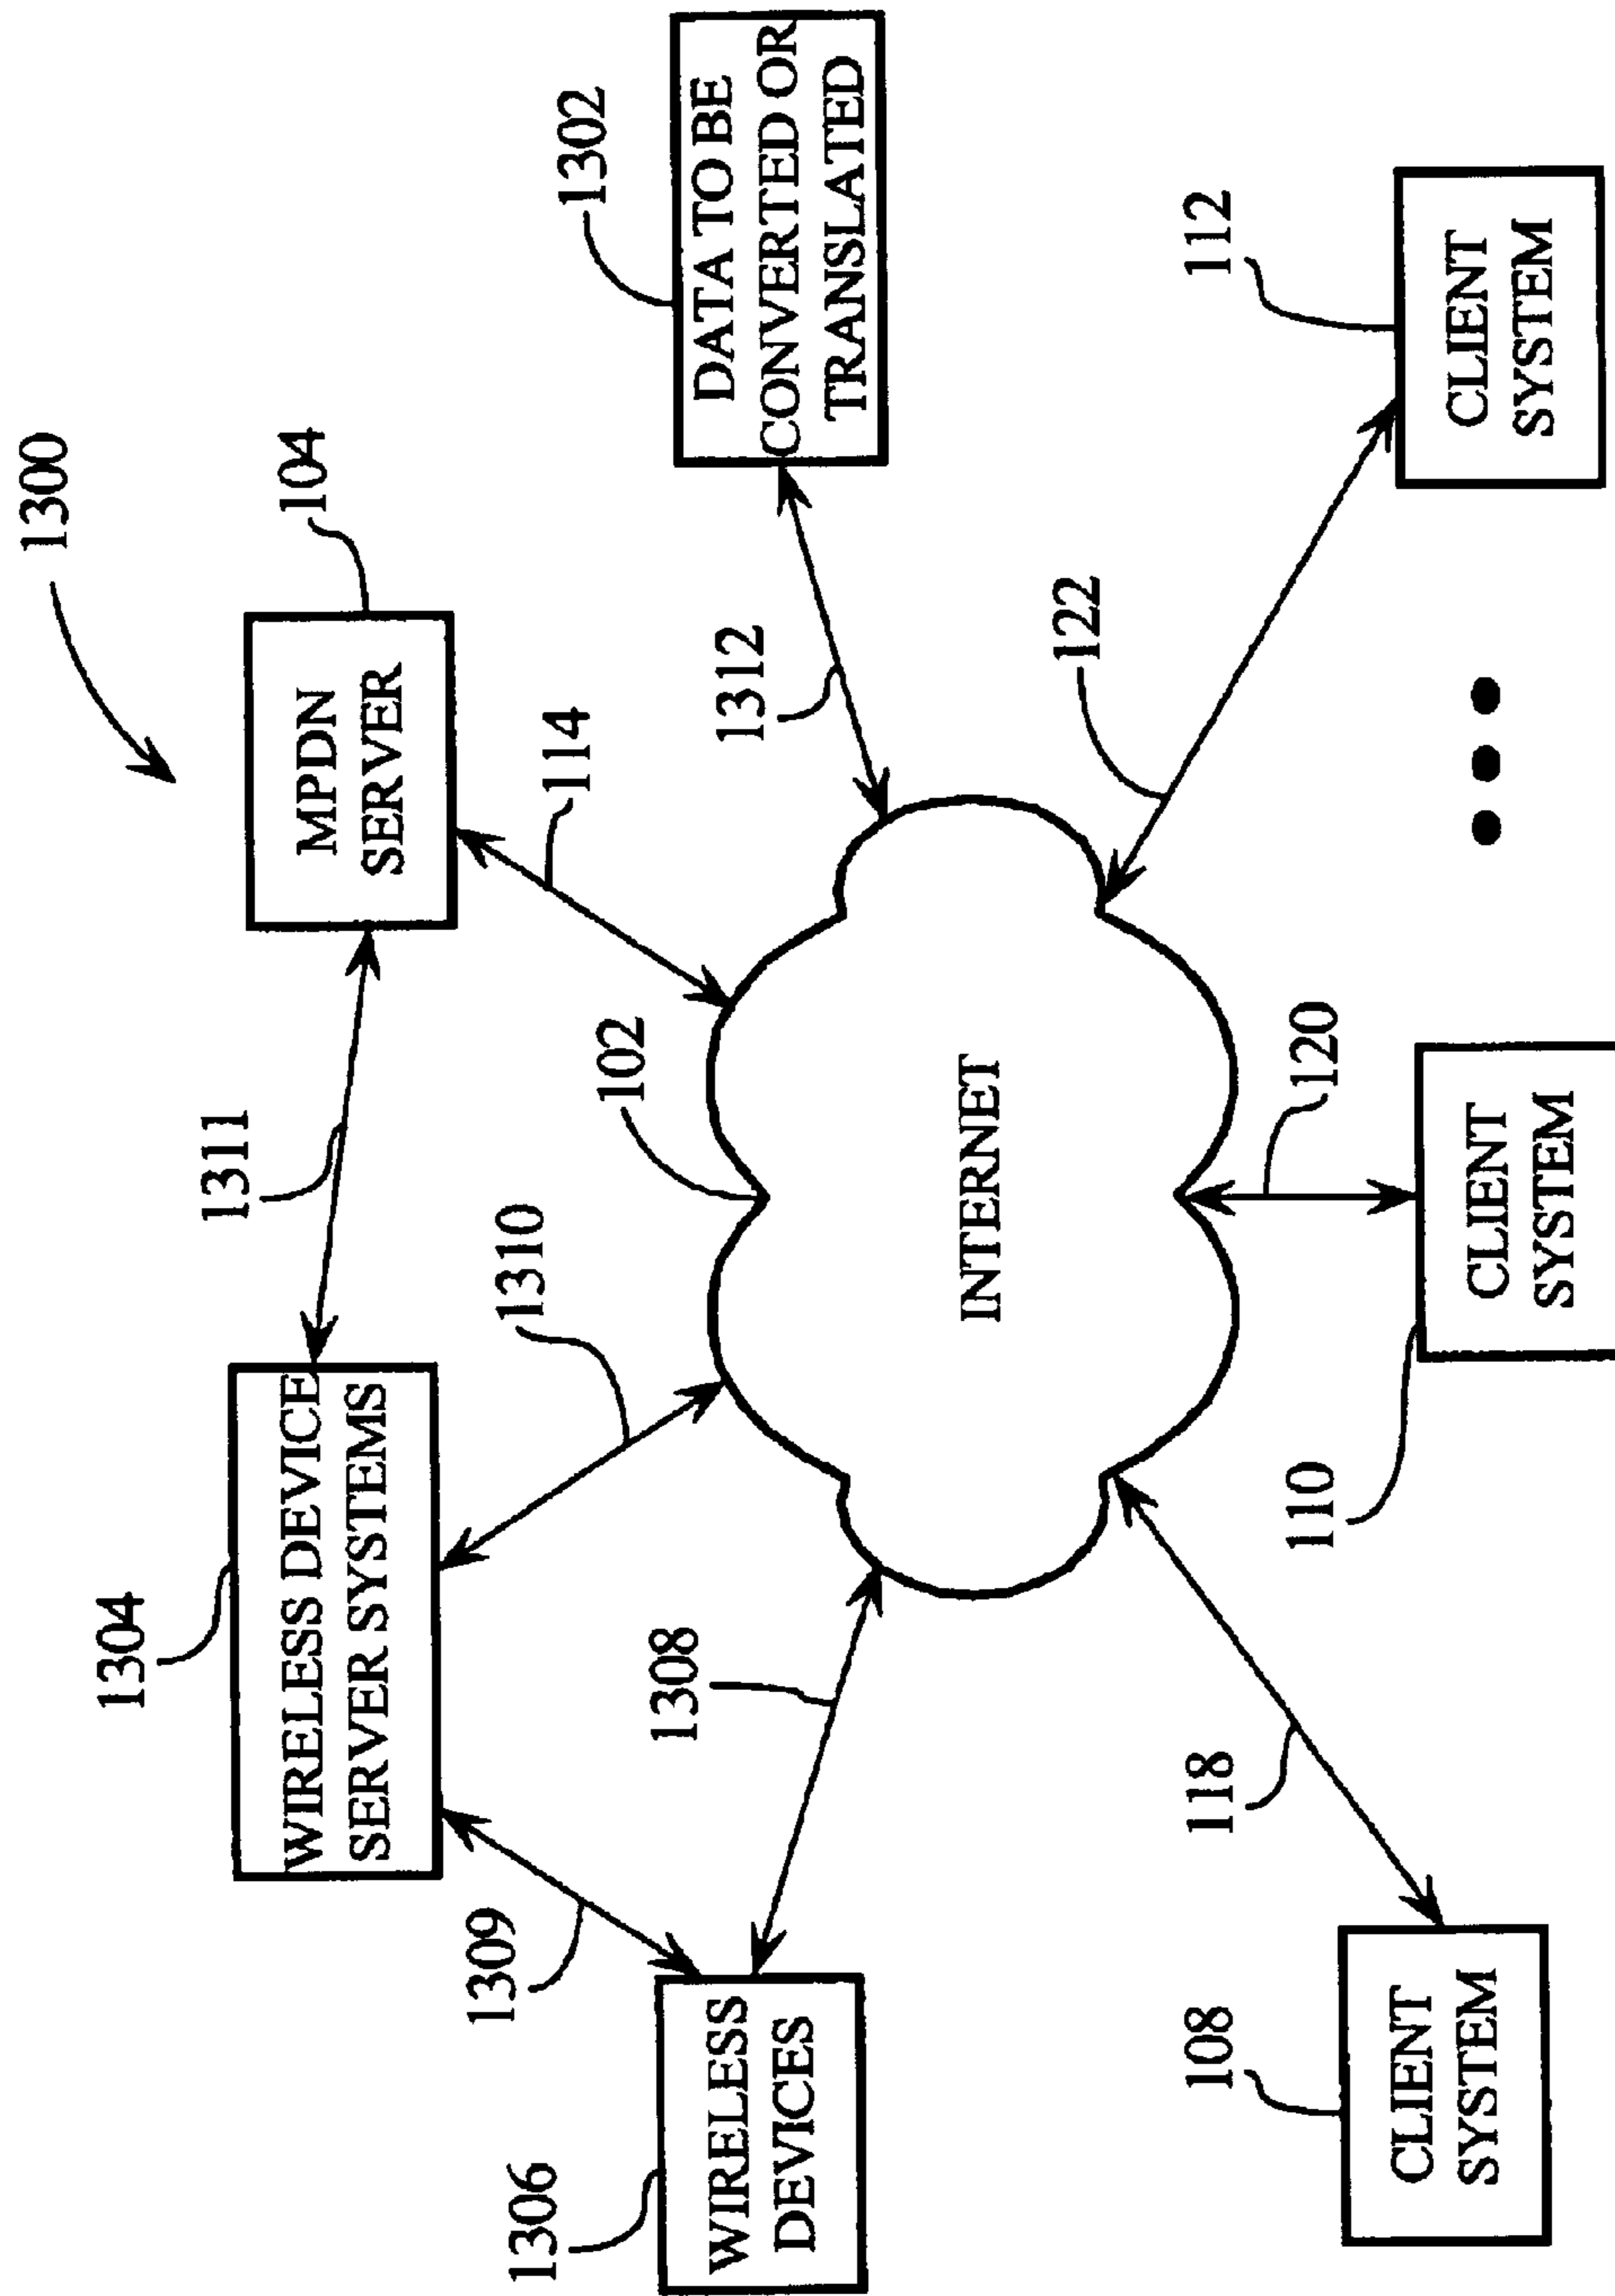 1300
1304
WIRELESS DEVICE
SERVER SYSTEMS
1311
MPDN
SERVER
104
1309
1310
114
1306
WIRELESS
DEVICES
1308
102
1312
1302
DATA TO BE
CONVERTED OR
TRANSLATED
INTERNET
118
120
122
108
CLIENT
SYSTEM
110
CLIENT
SYSTEM
112
CLIENT
SYSTEM